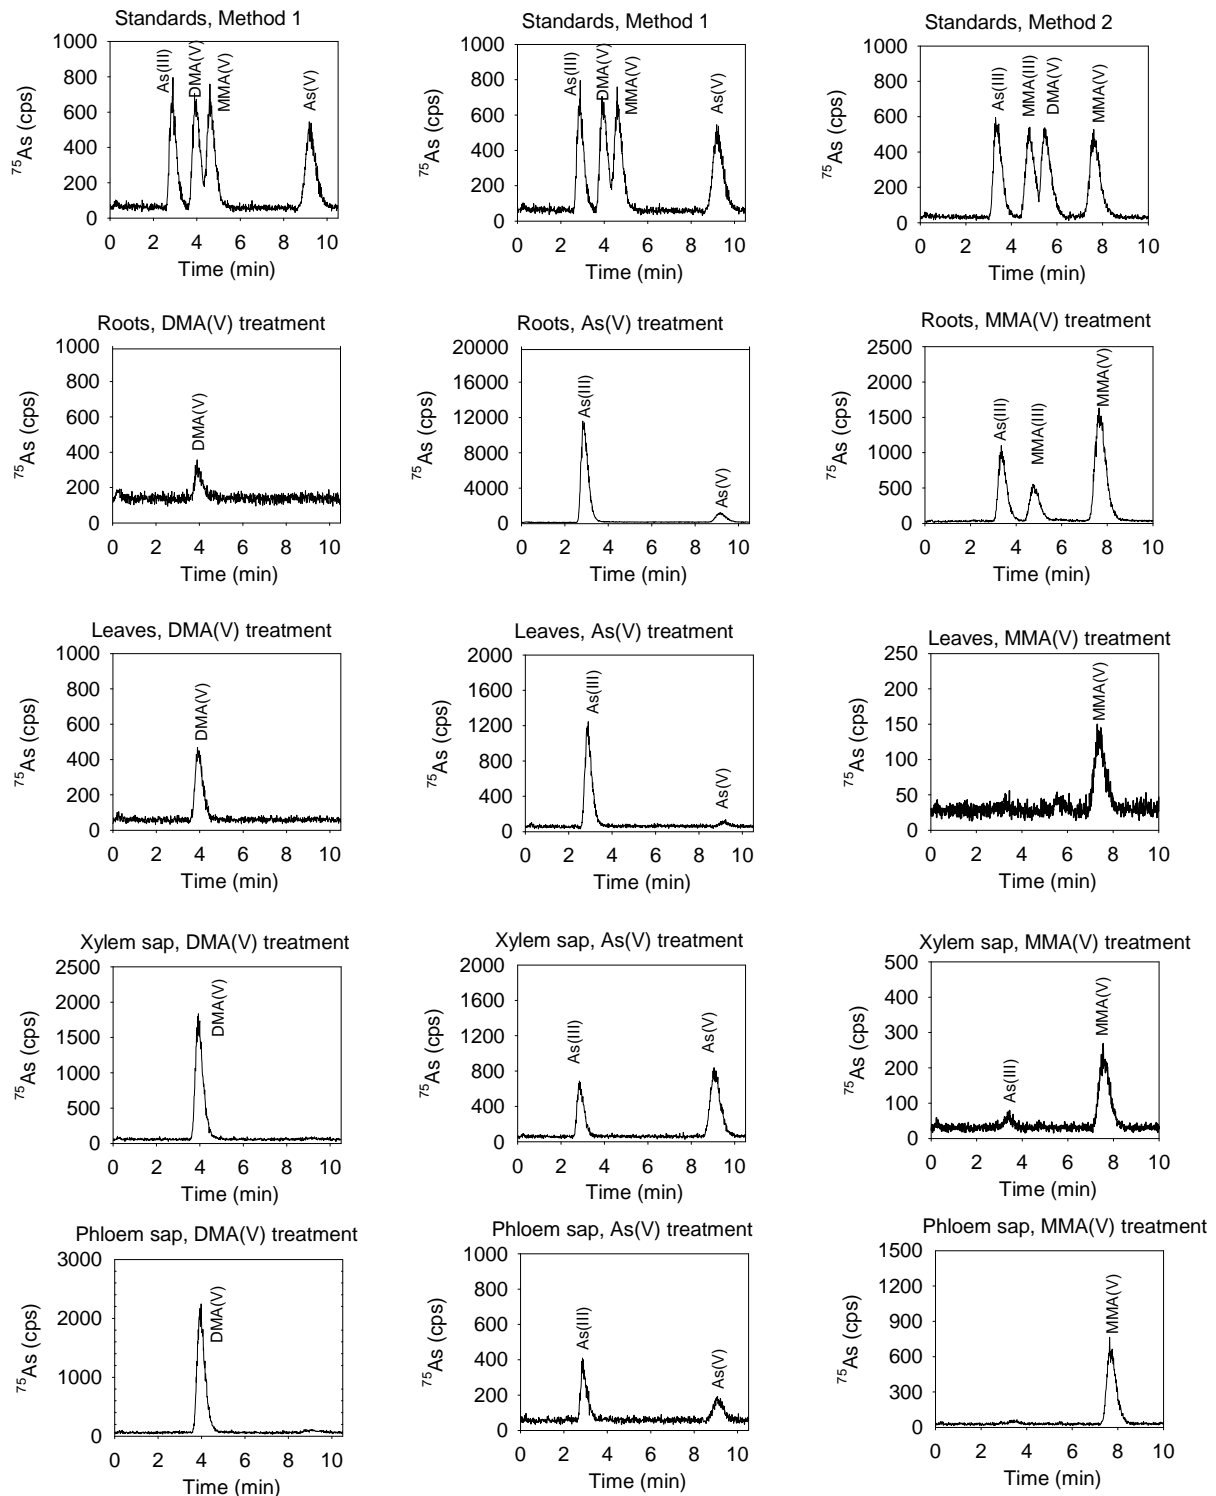 Standards, Method 1
1000
800
600
400
200
0
⁷⁵As (cps)
As(III)
DMA(V)
MMA(V)
As(V)
0 2 4 6 8 10
Time (min)
Standards, Method 1
1000
800
600
400
200
0
⁷⁵As (cps)
As(III)
DMA(V)
MMA(V)
As(V)
0 2 4 6 8 10
Time (min)
Standards, Method 2
1000
800
600
400
200
0
⁷⁵As (cps)
As(III)
MMA(III)
DMA(V)
MMA(V)
0 2 4 6 8 10
Time (min)
Roots, DMA(V) treatment
1000
800
600
400
200
0
⁷⁵As (cps)
DMA(V)
0 2 4 6 8 10
Time (min)
Roots, As(V) treatment
20000
16000
12000
8000
4000
0
⁷⁵As (cps)
As(III)
As(V)
0 2 4 6 8 10
Time (min)
Roots, MMA(V) treatment
2500
2000
1500
1000
500
0
⁷⁵As (cps)
As(III)
MMA(III)
MMA(V)
0 2 4 6 8 10
Time (min)
Leaves, DMA(V) treatment
1000
800
600
400
200
0
⁷⁵As (cps)
DMA(V)
0 2 4 6 8 10
Time (min)
Leaves, As(V) treatment
2000
1600
1200
800
400
0
⁷⁵As (cps)
As(III)
As(V)
0 2 4 6 8 10
Time (min)
Leaves, MMA(V) treatment
250
200
150
100
50
0
⁷⁵As (cps)
MMA(V)
0 2 4 6 8 10
Time (min)
Xylem sap, DMA(V) treatment
2500
2000
1500
1000
500
0
⁷⁵As (cps)
DMA(V)
0 2 4 6 8 10
Time (min)
Xylem sap, As(V) treatment
2000
1600
1200
800
400
0
⁷⁵As (cps)
As(III)
As(V)
0 2 4 6 8 10
Time (min)
Xylem sap, MMA(V) treatment
500
400
300
200
100
0
⁷⁵As (cps)
As(III)
MMA(V)
0 2 4 6 8 10
Time (min)
Phloem sap, DMA(V) treatment
3000
2000
1000
0
⁷⁵As (cps)
DMA(V)
0 2 4 6 8 10
Time (min)
Phloem sap, As(V) treatment
1000
800
600
400
200
0
⁷⁵As (cps)
As(III)
As(V)
0 2 4 6 8 10
Time (min)
Phloem sap, MMA(V) treatment
1500
1200
900
600
300
0
⁷⁵As (cps)
MMA(V)
0 2 4 6 8 10
Time (min)